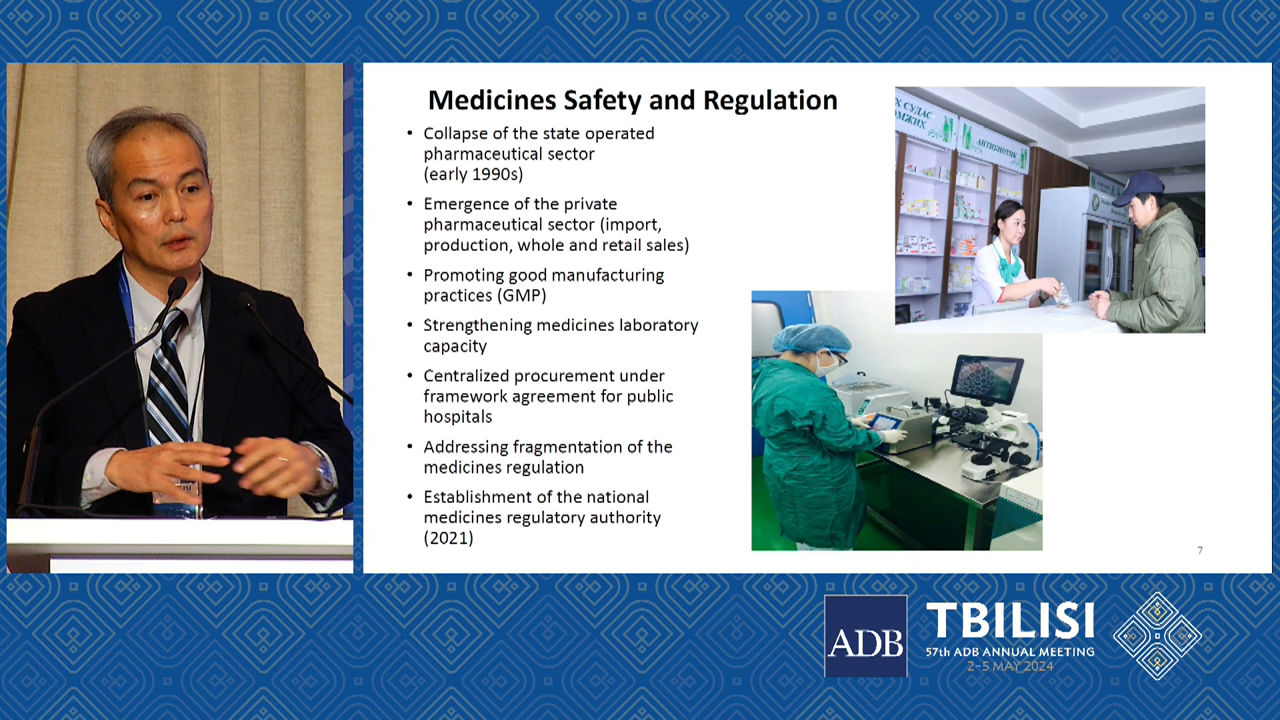 Medicines Safety and Regulation
• Collapse of the state operated
pharmaceutical sector
(early 1990s)
• Emergence of the private
pharmaceutical sector (import,
production, whole and retail sales)
• Promoting good manufacturing
practices (GMP)
• Strengthening medicines laboratory
capacity
• Centralized procurement under
framework agreement for public
hospitals
• Addressing fragmentation of the
medicines regulation
• Establishment of the national
medicines regulatory authority
(2021)
Х СУДАС
ЭМЖИХ
АНТИБИОТИК
7
ADB
TBILISI
57th ADB ANNUAL MEETING
2-5 MAY 2024